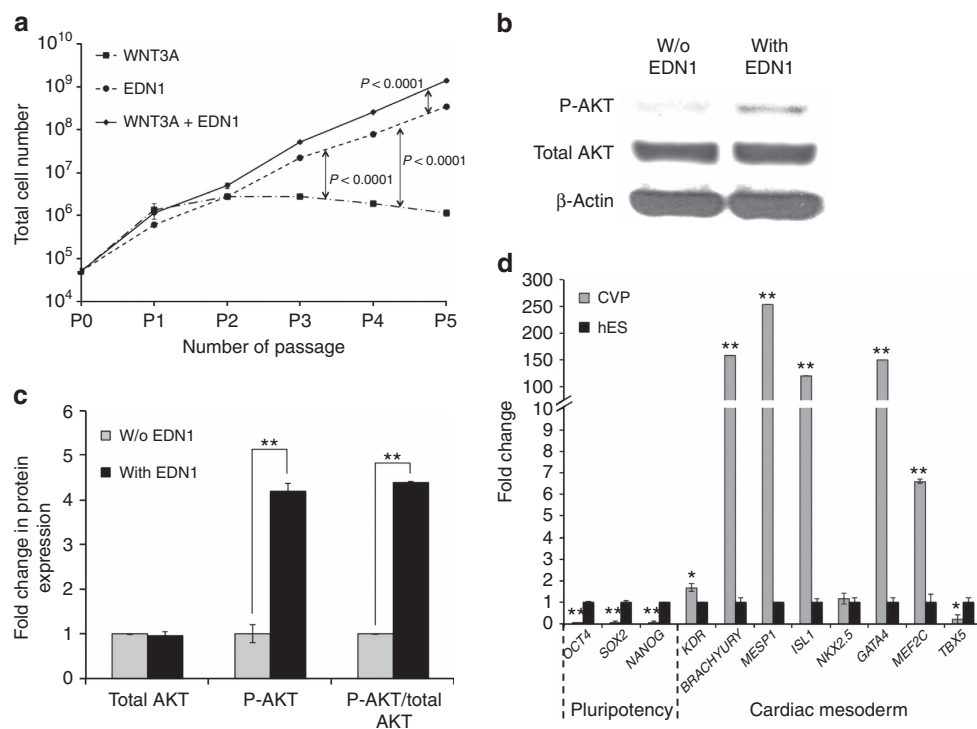 a
10^10
10^9
10^8
10^7
10^6
10^5
10^4
Total cell number
WNT3A
EDN1
WNT3A + EDN1
P < 0.0001
P < 0.0001
P < 0.0001
P0 P1 P2 P3 P4 P5
Number of passage
b
W/o EDN1
With EDN1
P-AKT
Total AKT
β-Actin
c
6
5
4
3
2
1
0
Fold change in protein
expression
W/o EDN1
With EDN1
**
**
Total AKT P-AKT P-AKT/total
AKT
d
300
250
200
150
100
10
9
8
7
6
5
4
3
2
1
0
Fold change
CVP
hES
**
**
**
*
**
**
**
**
**
*
OCT4
SOX2
NANOG
KDR
BRACHYURY
MESP1
ISL1
NKX2.5
GATA4
MEF2C
TBX5
Pluripotency Cardiac mesoderm